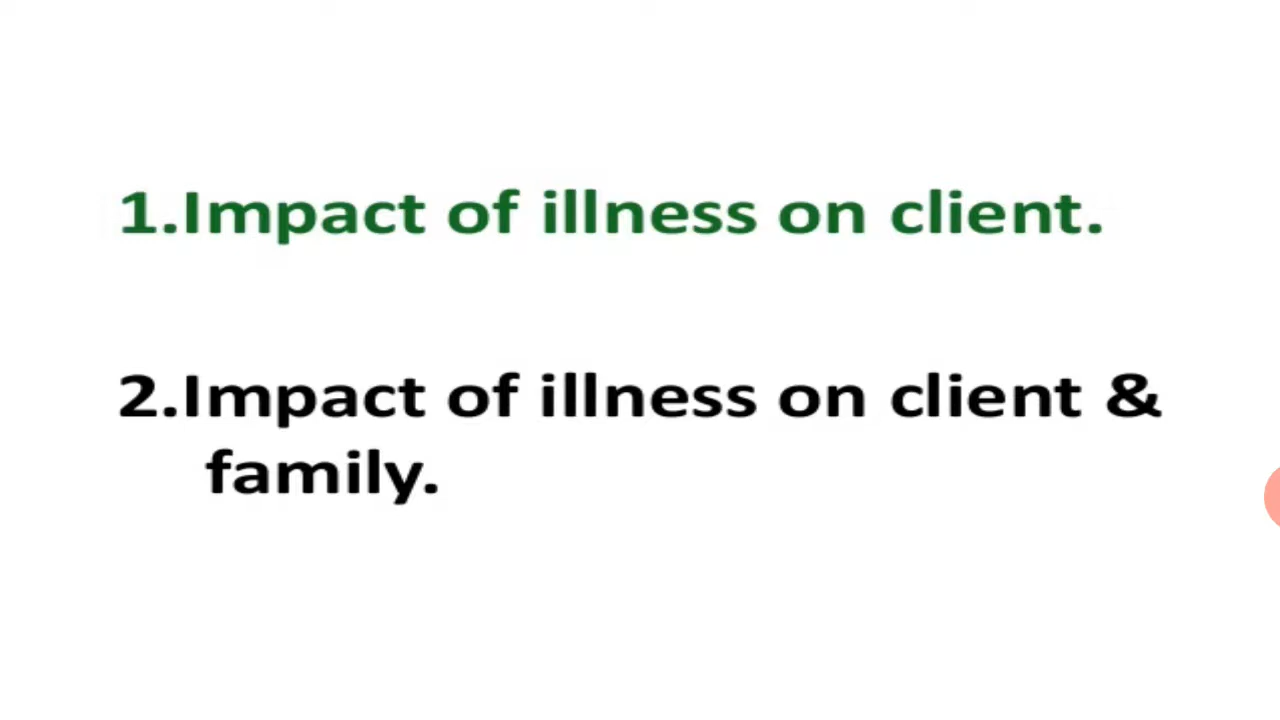 1.Impact of illness on client.
2.Impact of illness on client &
family.